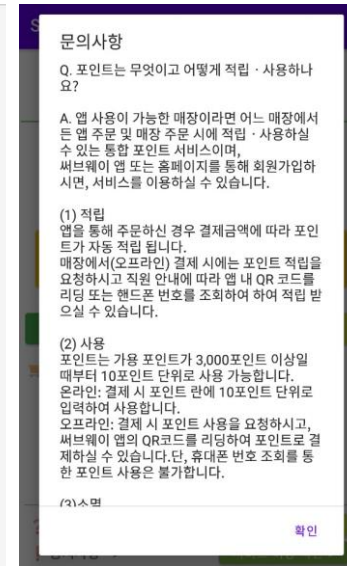 S
문의사항
Q. 포인트는 무엇이고 어떻게 적립 · 사용하나
요?
A. 앱 사용이 가능한 매장이라면 어느 매장에서
든 앱 주문 및 매장 주문 시에 적립 · 사용하실
수 있는 통합 포인트 서비스이며,
써브웨이 앱 또는 홈페이지를 통해 회원가입하
시면, 서비스를 이용하실 수 있습니다.
(1) 적립
앱을 통해 주문하신 경우 결제금액에 따라 포인
트가 자동 적립 됩니다.
매장에서(오프라인) 결제 시에는 포인트 적립을
요청하시고 직원 안내에 따라 앱 내 QR 코드를
리딩 또는 핸드폰 번호를 조회하여 하여 적립 받
으실 수 있습니다.
(2) 사용
포인트는 가용 포인트가 3,000포인트 이상일
때부터 10포인트 단위로 사용 가능합니다.
온라인: 결제 시 포인트 란에 10포인트 단위로
입력하여 사용합니다.
오프라인: 결제 시 포인트 사용을 요청하시고,
써브웨이 앱의 QR코드를 리딩하여 포인트로 결
제하실 수 있습니다.단, 휴대폰 번호 조회를 통
한 포인트 사용은 불가합니다.
(3)소멸
확인